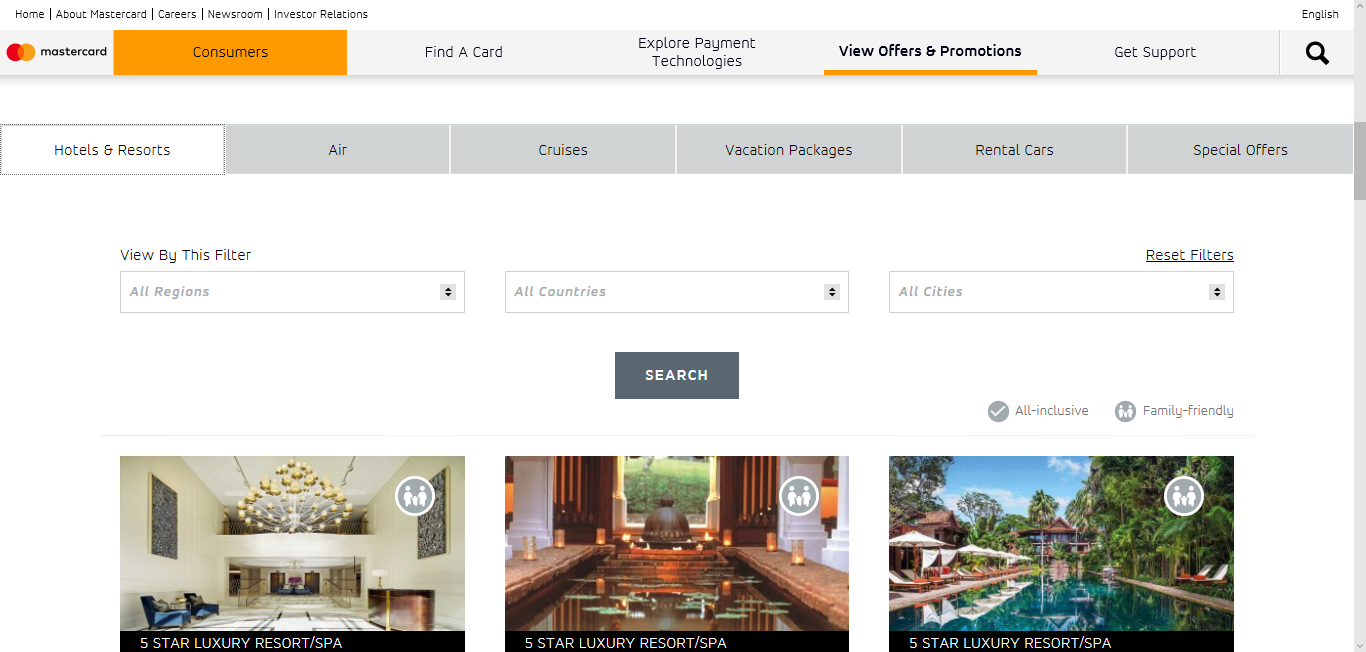 Home | About Mastercard | Careers | Newsroom | Investor Relations
English
mastercard
Consumers
Find A Card
Explore Payment
Technologies
View Offers & Promotions
Get Support
Hotels & Resorts
Air
Cruises
Vacation Packages
Rental Cars
Special Offers
View By This Filter
Reset Filters
All Regions
All Countries
All Cities
SEARCH
All-inclusive
Family-friendly
5 STAR LUXURY RESORT/SPA
5 STAR LUXURY RESORT/SPA
5 STAR LUXURY RESORT/SPA